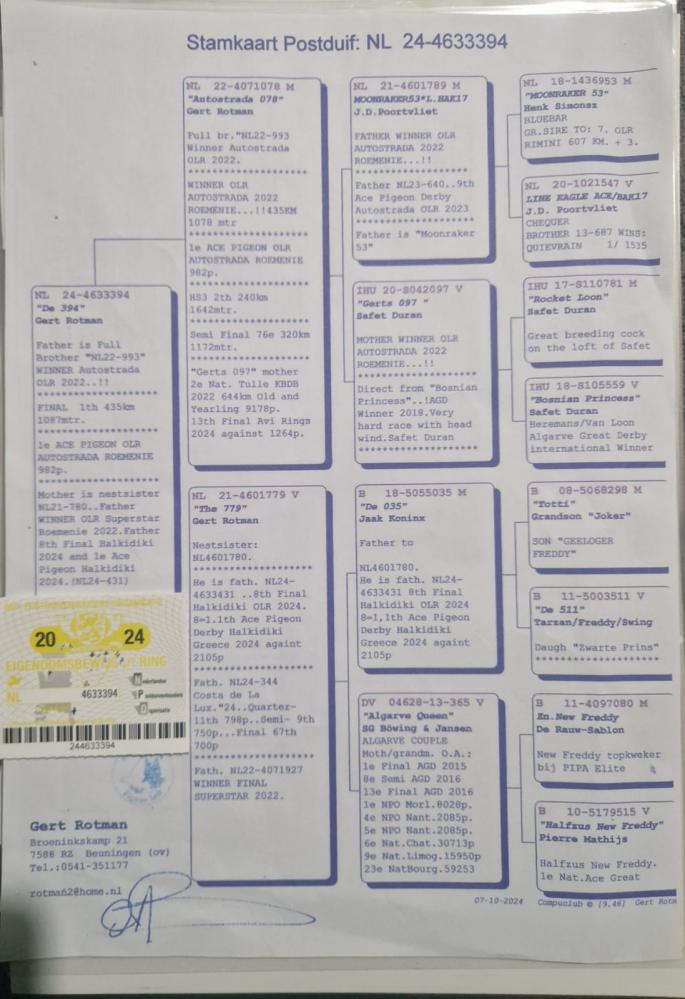 Stamkaart Postduif: NL 24-4633394
NL 24-4633394
"De 394"
Gert Rotman
Father is Full
Brother "NL22-993"
WINNER Autostrada
OLR 2022..!!
********************
FINAL 1th 435km
1087mtr.
********************
1e ACE PIGEON OLR
AUTOSTRADA ROEMENIE
982p.
********************
Mother is nestsister
NL21-780..Father
WINNER OLR Superstar
Roemenie 2022.Father
8th Final Halkidiki
2024 and 1e Ace
Pigeon Halkidiki
2024.(NL24-431)
20 24
EIGENDOMSBEWIJS RING
NL 4633394
Nederlandse
Postduivenhouders
Organisatie
244633394
Gert Rotman
Broeninkskamp 21
7588 RZ Beuningen (ov)
Tel.:0541-351177
rotman2@home.nl
NL 22-4071078 M
"Autostrada 078"
Gert Rotman
Full br."NL22-993
Winner Autostrada
OLR 2022.
********************
WINNER OLR
AUTOSTRADA 2022
ROEMENIE...!!435KM
1078 mtr
********************
1e ACE PIGEON OLR
AUTOSTRADA ROEMENIE
982p.
********************
HS3 2th 240km
1642mtr.
********************
Semi Final 76e 320km
1172mtr.
********************
"Gerts 097" mother
2e Nat. Tulle KBDB
2022 644km Old and
Yearling 9178p.
13th Final Avi Rings
2024 against 1264p.
NL 21-4601779 V
"The 779"
Gert Rotman
Nestsister:
NL4601780.
********************
He is fath. NL24-
4633431 ..8th Final
Halkidiki OLR 2024.
8=1.1th Ace Pigeon
Derby Halkidiki
Greece 2024 againt
2105p
********************
Fath. NL24-344
Costa de La
Luz."24..Quarter-
11th 798p..Semi- 9th
750p...Final 67th
700p
********************
Fath. NL22-4071927
WINNER FINAL
SUPERSTAR 2022.
NL 21-4601789 M
MOONRAKER53*L.BAK17
J.D.Poortvliet
FATHER WINNER OLR
AUTOSTRADA 2022
ROEMENIE...!!
********************
Father NL23-640..9th
Ace Pigeon Derby
Autostrada OLR 2023
********************
Father is "Moonraker
53"
IHU 20-S042097 V
"Gerts 097 "
Safet Duran
MOTHER WINNER OLR
AUTOSTRADA 2022
ROEMENIE...!!
********************
Direct from "Bosnian
Princess"..!AGD
Winner 2018.Very
hard race with head
wind.Safet Duran
********************
B 18-5055035 M
"De 035"
Jaak Koninx
Father to
NL4601780.
He is fath. NL24-
4633431 8th Final
Halkidiki OLR 2024
8=1,1th Ace Pigeon
Derby Halkidiki
Greece 2024 againt
2105p
DV 04628-13-365 V
"Algarve Queen"
SG Böwing & Jansen
ALGARVE COUPLE
Moth/grandm. O.A.:
1e Final AGD 2015
8e Semi AGD 2016
13e Final AGD 2016
1e NPO Morl.8028p.
4e NPO Nant.2085p.
5e NPO Nant.2085p.
6e Nat.Chat.30713p
9e Nat.Limog.15950p
23e NatBourg.59253
NL 18-1436953 M
"MOONRAKER 53"
Henk Simonsz
BLUEBAR
GR.SIRE TO: 7. OLR
RIMINI 607 KM. + 3.
NL 20-1021547 V
LINE EAGLE ACE/BAK17
J.D. Poortvliet
CHEQUER
BROTHER 13-687 WINS:
QUIEVRAIN 1/ 1535
IHU 17-S110781 M
"Rocket Loon"
Safet Duran
Great breeding cock
on the loft of Safet
IHU 18-S105559 V
"Bosnian Princess"
Safet Duran
Heremans/Van Loon
Algarve Great Derby
international Winner
B 08-5068298 M
"Totti"
Grandson "Joker"
SON "GEELOGER
FREDDY"
B 11-5003511 V
"De 511"
Tarzan/Freddy/Swing
Daugh "Zwarte Prins"
********************
B 11-4097080 M
Zn.New Freddy
De Rauw-Sablon
New Freddy topkweker
bij PIPA Elite
B 10-5179515 V
"Halfzus New Freddy"
Pierre Mathijs
Halfzus New Freddy.
1e Nat.Ace Great
07-10-2024 Compuclub © [9.46] Gert Rotm